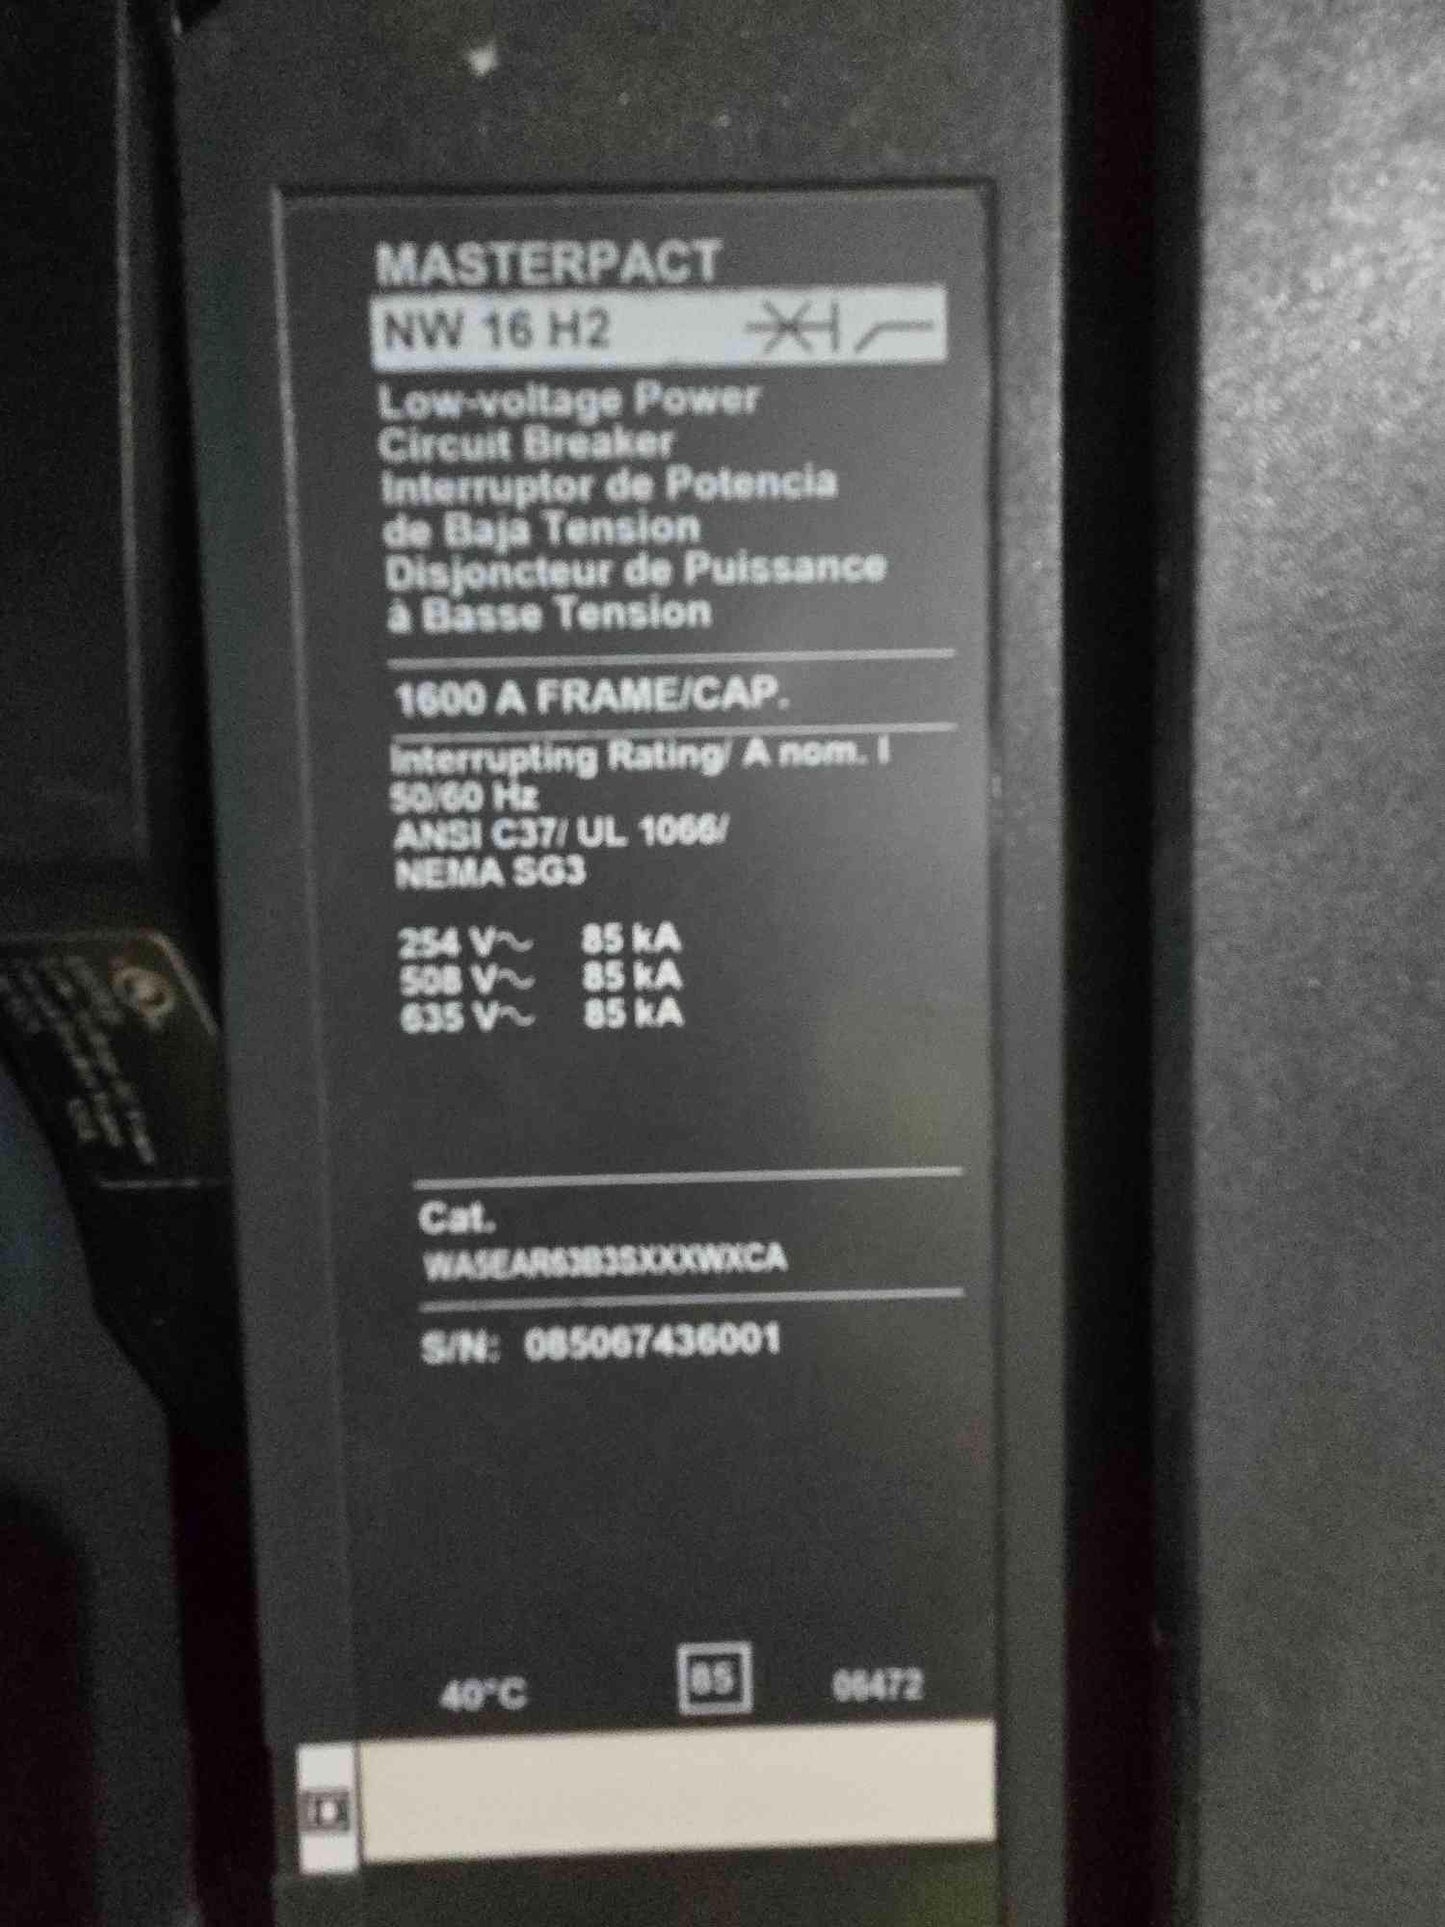 MASTERPACT
NW 16 H2
Low-voltage Power
Circuit Breaker
Interruptor de Potencia
de Baja Tension
Disjoncteur de Puissance
à Basse Tension
1600 A FRAME/CAP.
Interrupting Rating/ A nom. I
50/60 Hz
ANSI C37/ UL 1066/
NEMA SG3
254 V~ 85 kA
508 V~ 85 kA
635 V~ 85 kA
Cat.
WA5EAR63B3SXXXWXCA
S/N: 085067436001
40°C 85 06472